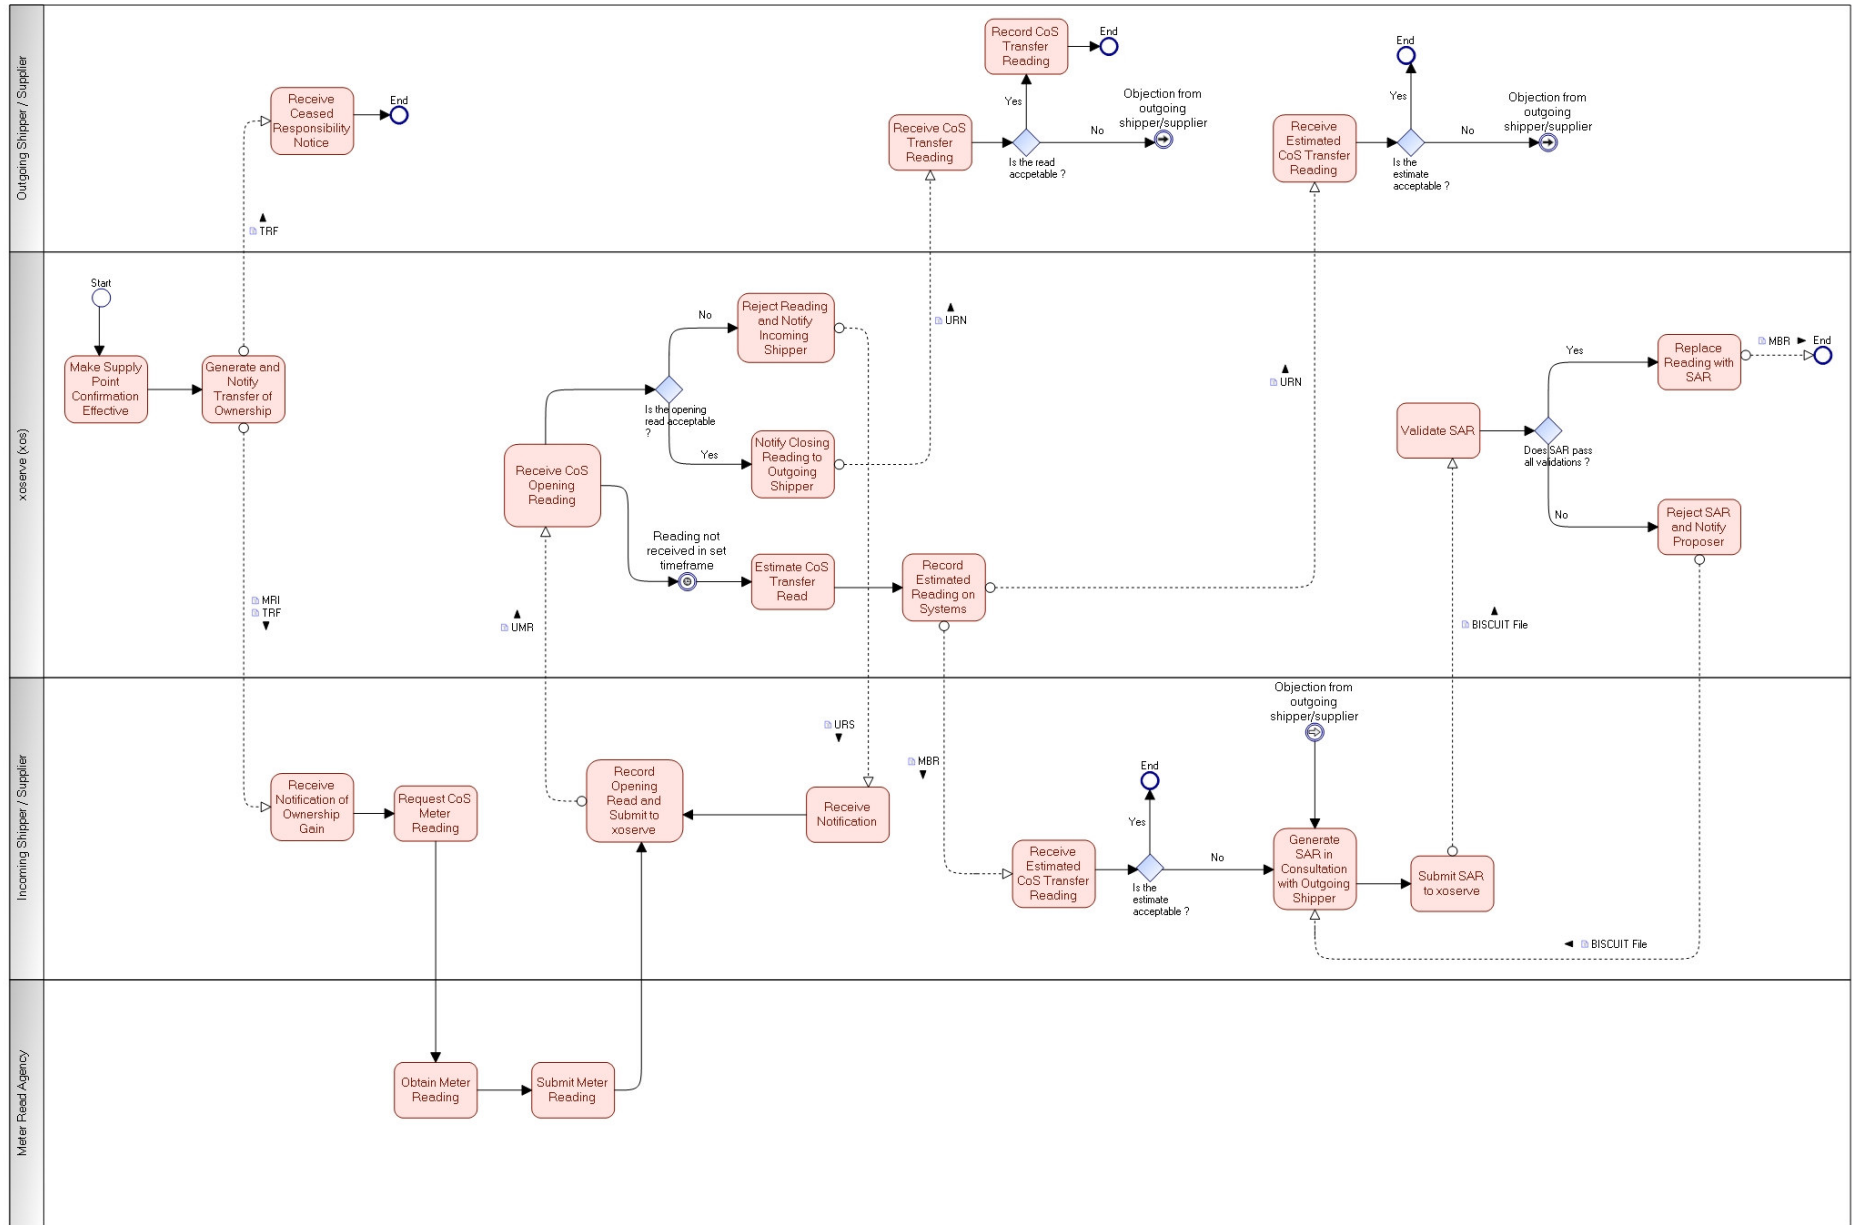 Outgoing Shipper / Supplier
Receive
Ceased
Responsibility
Notice
End
TRF
Record CoS
Transfer
Reading
End
Yes
Receive CoS
Transfer
Reading
No
Is the read
accpetable ?
Objection from
outgoing
shipper/supplier
URN
Receive
Estimated
CoS Transfer
Reading
End
Yes
No
Is the
estimate
acceptable ?
Objection from
outgoing
shipper/supplier
URN
xoserve (xos)
Start
Make Supply
Point
Confirmation
Effective
Generate and
Notify
Transfer of
Ownership
MRI
TRF
Receive CoS
Opening
Reading
UMR
Is the opening
read acceptable
?
No
Reject Reading
and Notify
Incoming
Shipper
Yes
Notify Closing
Reading to
Outgoing
Shipper
Reading not
received in set
timeframe
Estimate CoS
Transfer
Read
Record
Estimated
Reading on
Systems
Validate SAR
Does SAR pass
all validations ?
Yes
Replace
Reading with
SAR
MBR
End
No
Reject SAR
and Notify
Proposer
BISCUIT File
Incoming Shipper / Supplier
Receive
Notification of
Ownership
Gain
Request CoS
Meter
Reading
Record
Opening
Read and
Submit to
xoserve
URS
Receive
Notification
MBR
Receive
Estimated
CoS Transfer
Reading
End
Yes
No
Is the
estimate
acceptable ?
Objection from
outgoing
shipper/supplier
Generate
SAR in
Consultation
with Outgoing
Shipper
Submit SAR
to xoserve
BISCUIT File
Meter Read Agency
Obtain Meter
Reading
Submit Meter
Reading